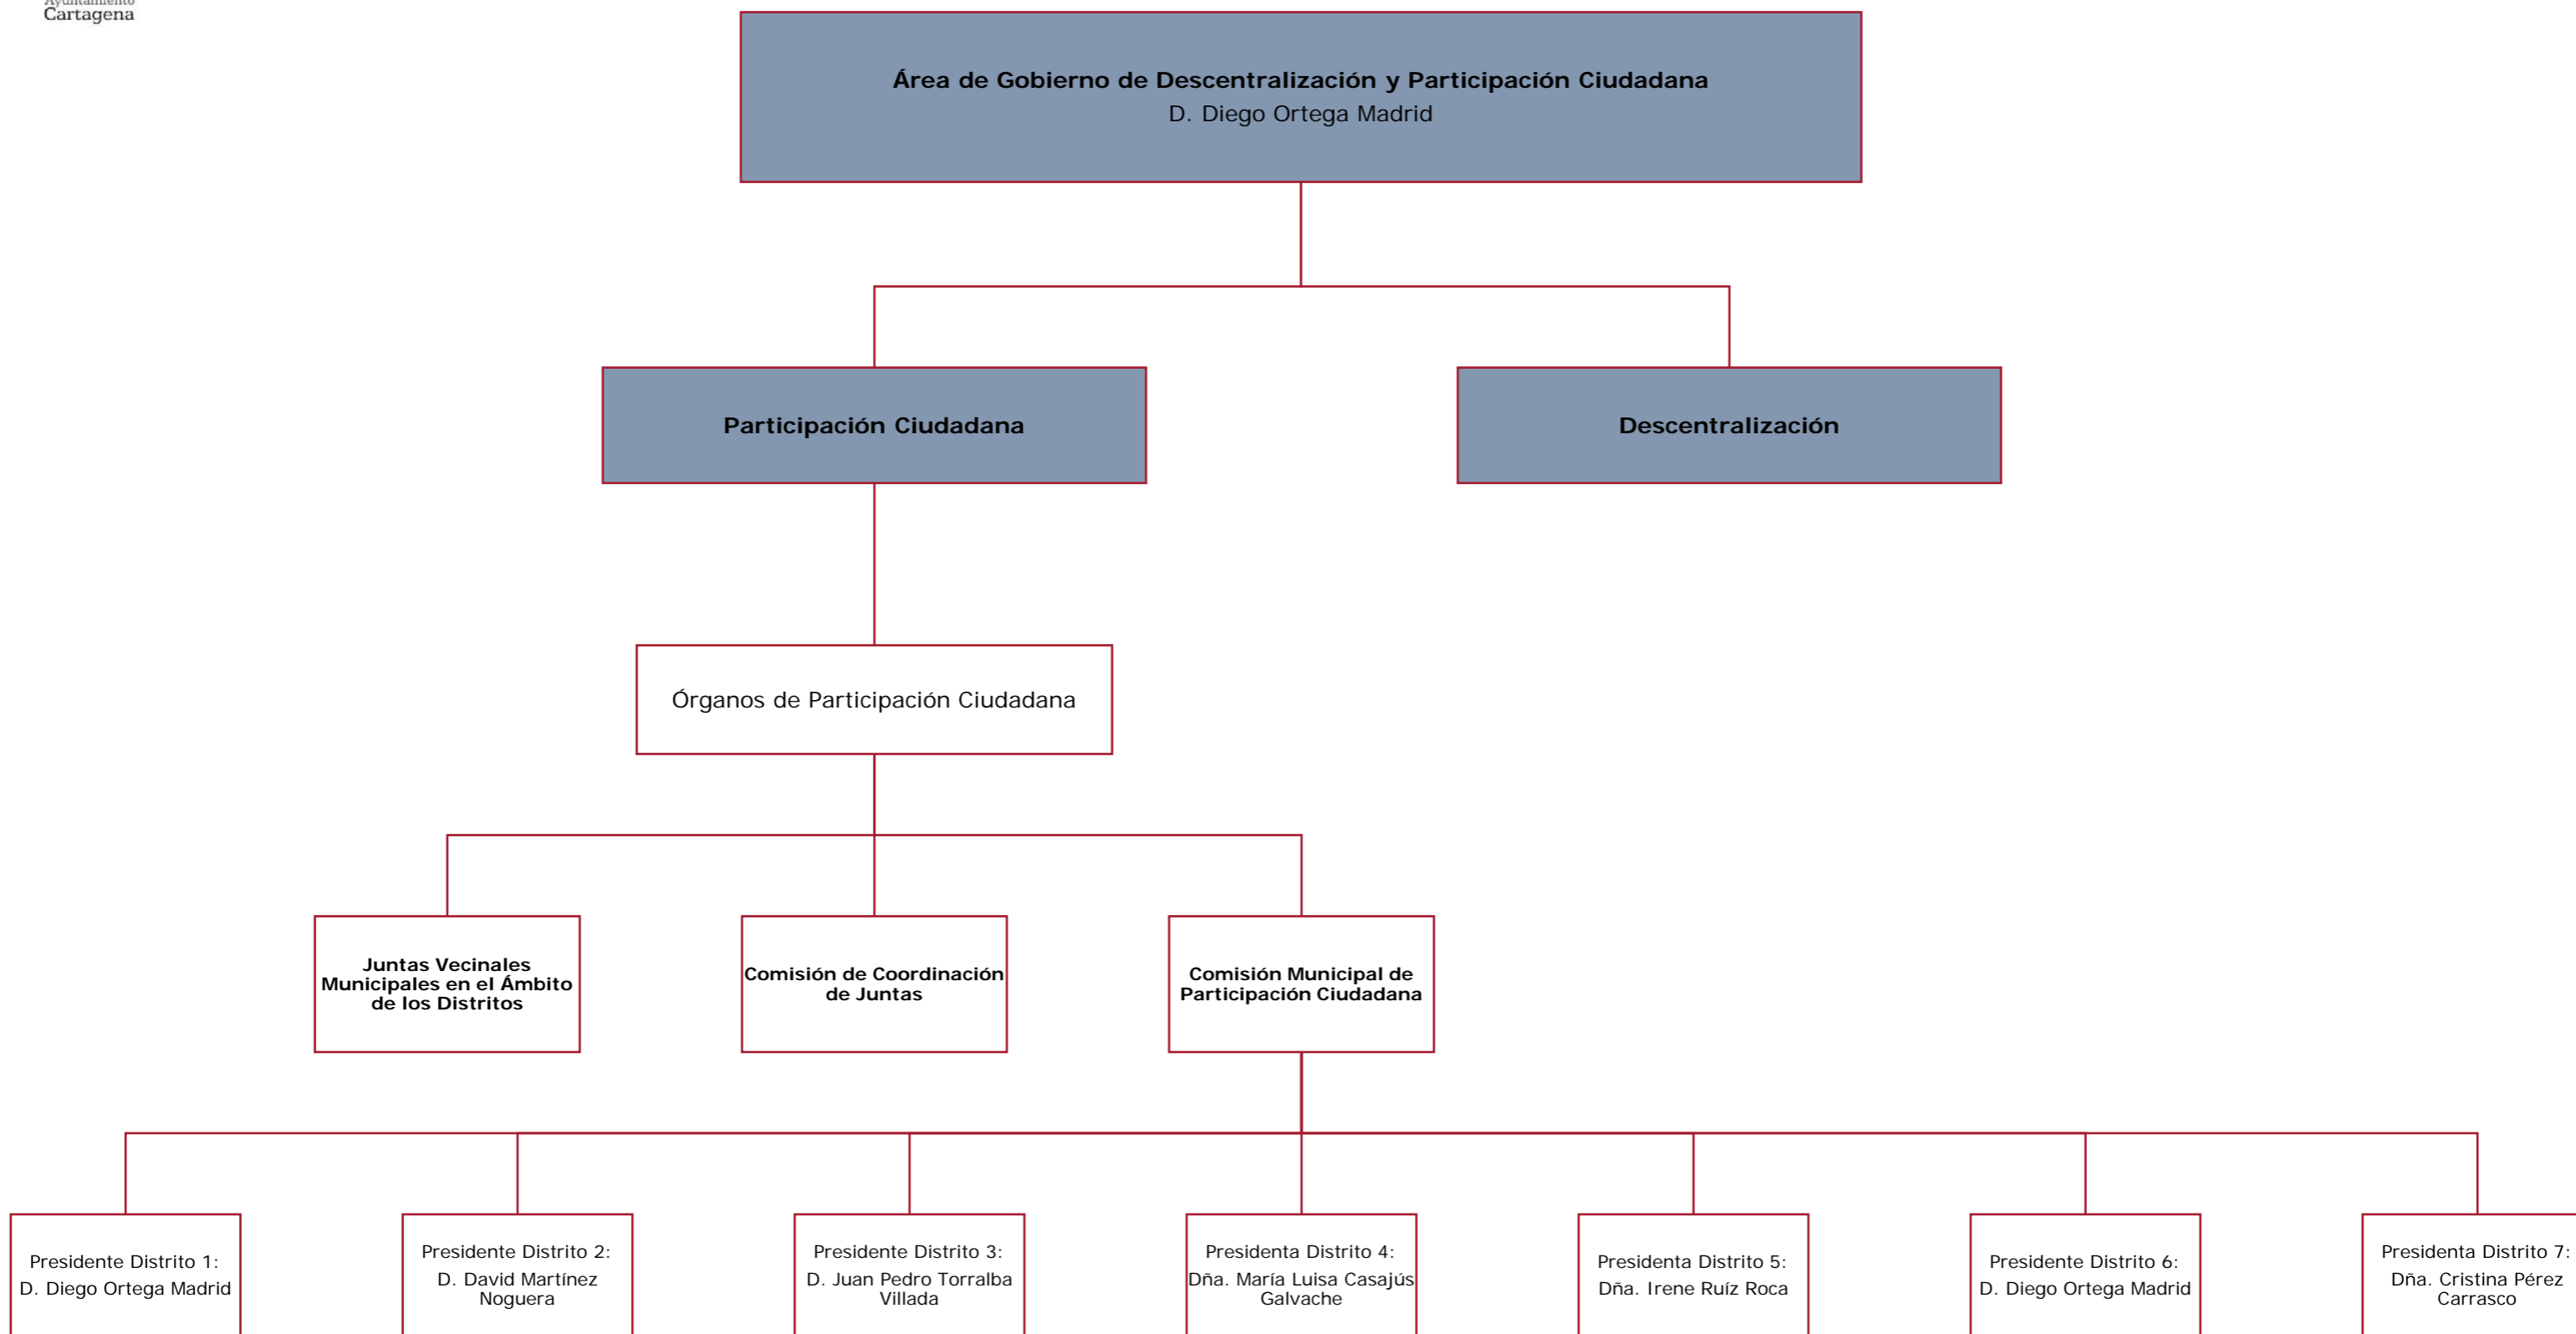 Ayuntamiento
Cartagena
Área de Gobierno de Descentralización y Participación Ciudadana
D. Diego Ortega Madrid
Participación Ciudadana
Descentralización
Órganos de Participación Ciudadana
Juntas Vecinales
Municipales en el Ámbito
de los Distritos
Comisión de Coordinación
de Juntas
Comisión Municipal de
Participación Ciudadana
Presidente Distrito 1:
D. Diego Ortega Madrid
Presidente Distrito 2:
D. David Martínez
Noguera
Presidente Distrito 3:
D. Juan Pedro Torralba
Villada
Presidenta Distrito 4:
Dña. María Luisa Casajús
Galvache
Presidenta Distrito 5:
Dña. Irene Ruíz Roca
Presidente Distrito 6:
D. Diego Ortega Madrid
Presidenta Distrito 7:
Dña. Cristina Pérez
Carrasco